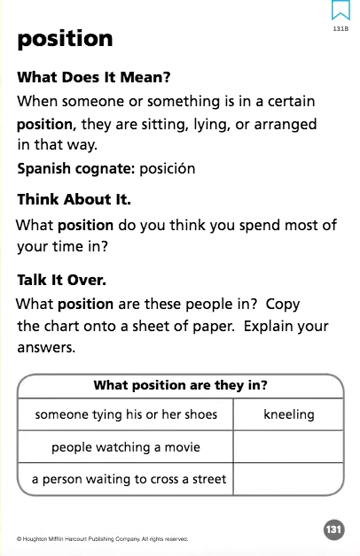 131B
position
What Does It Mean?
When someone or something is in a certain
position, they are sitting, lying, or arranged
in that way.
Spanish cognate: posición
Think About It.
What position do you think you spend most of
your time in?
Talk It Over.
What position are these people in? Copy
the chart onto a sheet of paper. Explain your
answers.
What position are they in?
someone tying his or her shoes kneeling
people watching a movie
a person waiting to cross a street
© Houghton Mifflin Harcourt Publishing Company. All rights reserved.
131